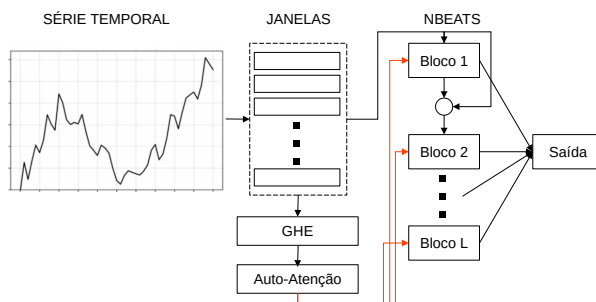 SÉRIE TEMPORAL
JANELAS
NBEATS
Bloco 1
Bloco 2
Saída
Bloco L
GHE
Auto-Atenção